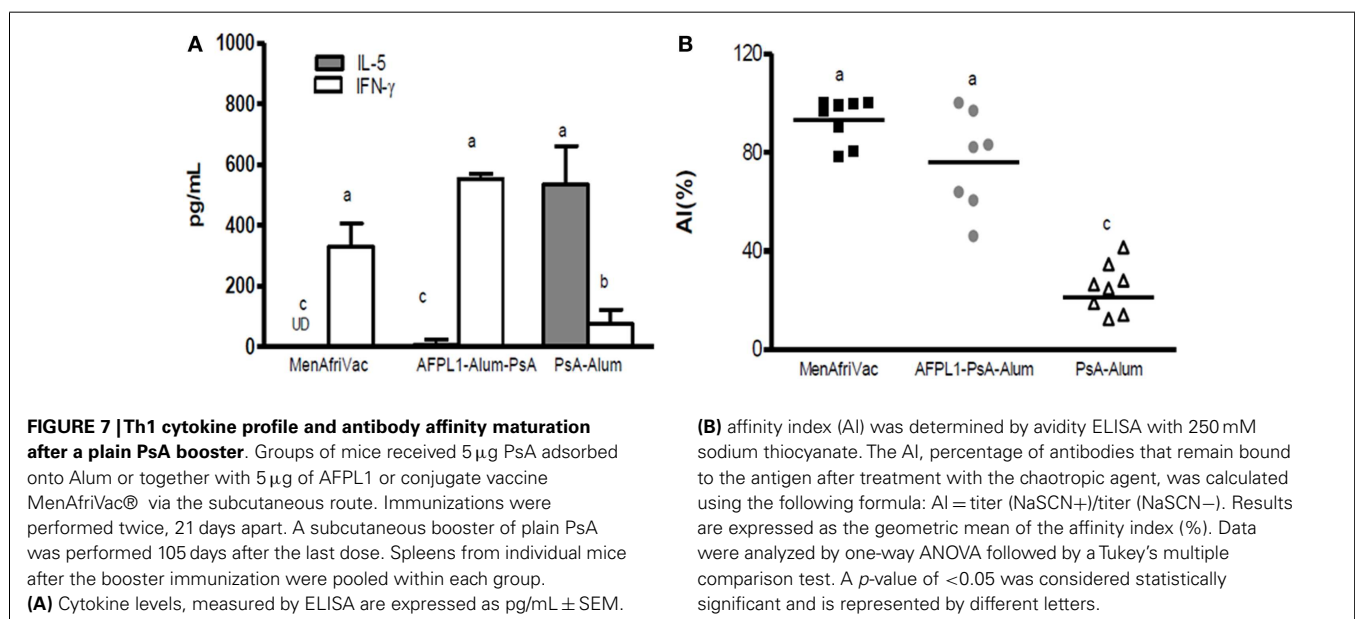 A
1000
800
600
400
200
0
pg/mL
IL-5
IFN-γ
c
UD
a
c
a
a
b
MenAfriVac
AFPL1-Alum-PsA
PsA-Alum
B
120
80
40
0
AI(%)
a
a
c
MenAfriVac
AFPL1-PsA-Alum
PsA-Alum
FIGURE 7 | Th1 cytokine profile and antibody affinity maturation
after a plain PsA booster. Groups of mice received 5 μg PsA adsorbed
onto Alum or together with 5 μg of AFPL1 or conjugate vaccine
MenAfriVac® via the subcutaneous route. Immunizations were
performed twice, 21 days apart. A subcutaneous booster of plain PsA
was performed 105 days after the last dose. Spleens from individual mice
after the booster immunization were pooled within each group.
(A) Cytokine levels, measured by ELISA are expressed as pg/mL ± SEM.
(B) affinity index (AI) was determined by avidity ELISA with 250 mM
sodium thiocyanate. The AI, percentage of antibodies that remain bound
to the antigen after treatment with the chaotropic agent, was calculated
using the following formula: AI = titer (NaSCN+)/titer (NaSCN−). Results
are expressed as the geometric mean of the affinity index (%). Data
were analyzed by one-way ANOVA followed by a Tukey's multiple
comparison test. A p-value of <0.05 was considered statistically
significant and is represented by different letters.